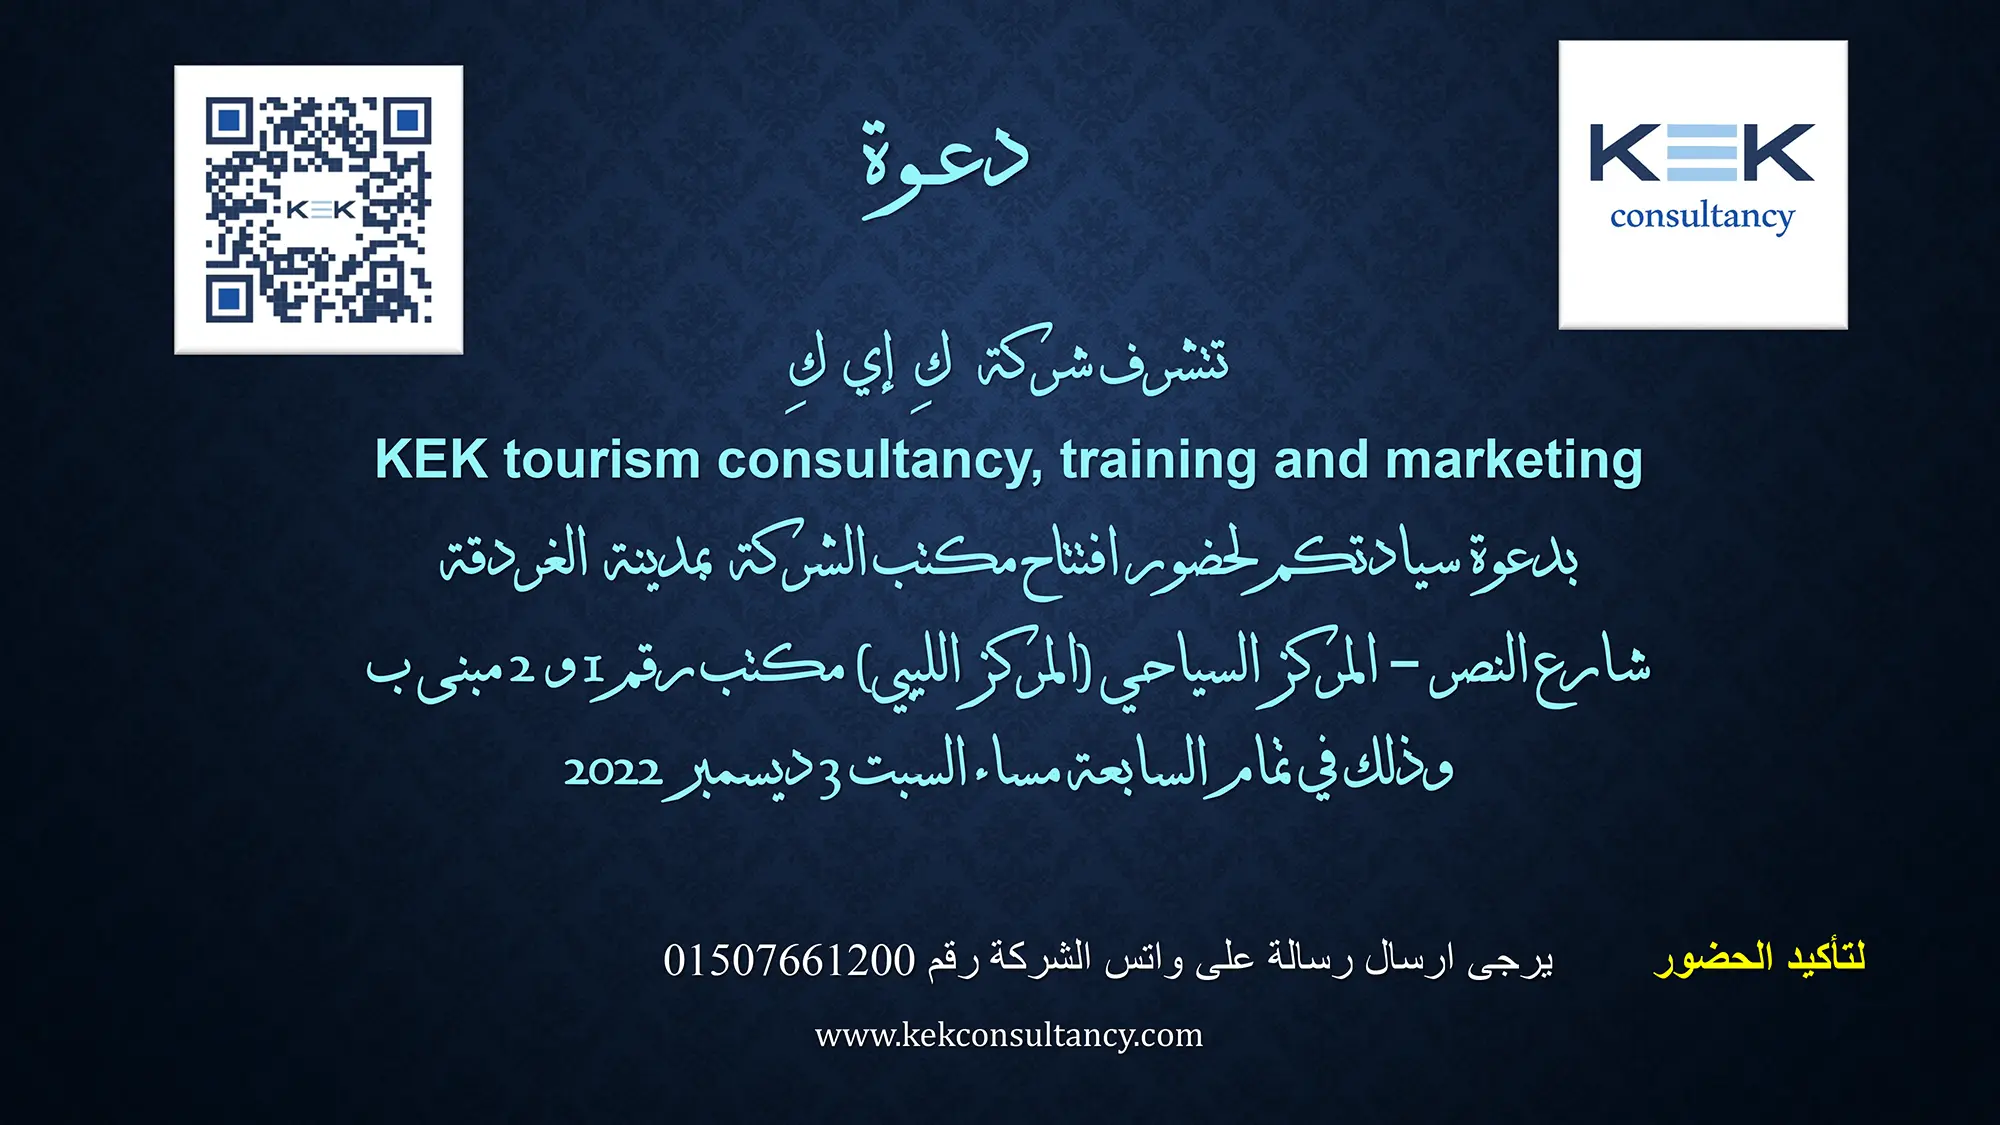 KEK
consultancy
KEK
دعوة
تتشرف شركة كِ إي كِ
KEK tourism consultancy, training and marketing
بدعوة سيادتكم لحضور افتتاح مكتب الشركة بمدينة الغردقة
شارع النصر – المركز السياحي (المركز الليبي) مكتب رقم 1 و 2 مبنى ب
وذلك في تمام السابعة مساء السبت 3 ديسمبر 2022
لتأكيد الحضور يرجى ارسال رسالة على واتس الشركة رقم 01507661200
www.kekconsultancy.com